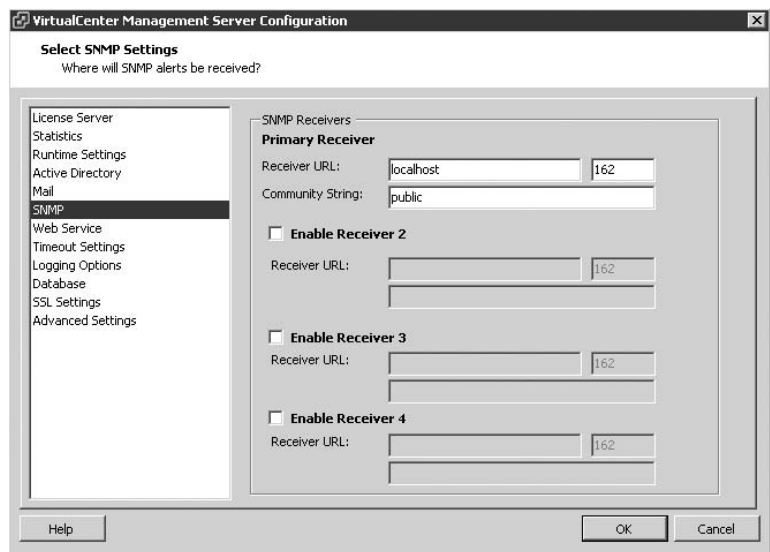 VirtualCenter Management Server Configuration
Select SNMP Settings
Where will SNMP alerts be received?
License Server
Statistics
Runtime Settings
Active Directory
Mail
SNMP
Web Service
Timeout Settings
Logging Options
Database
SSL Settings
Advanced Settings
SNMP Receivers
Primary Receiver
Receiver URL: localhost 162
Community String: public
Enable Receiver 2
Receiver URL: 162
Enable Receiver 3
Receiver URL: 162
Enable Receiver 4
Receiver URL: 162
Help OK Cancel